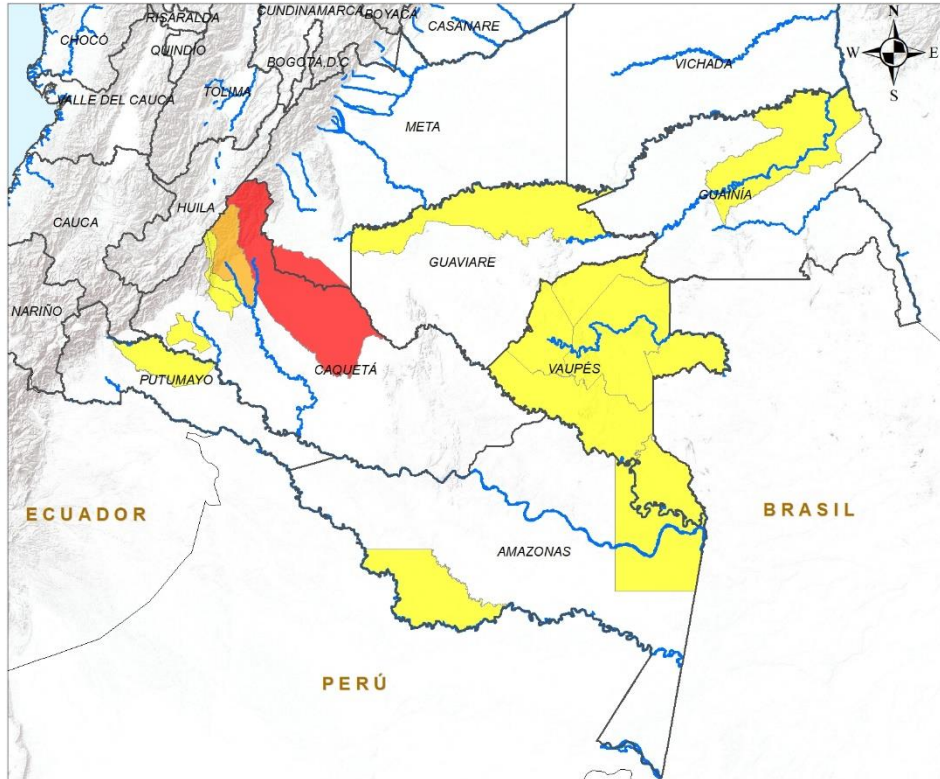 RISARALDA
CUNDINAMARCA
BOYACÁ
CASANARE
CHOCÓ
QUINDÍO
BOGOTÁ, D.C
VICHADA
N
W
E
S
VALLE DEL CAUCA
TOLIMA
META
HUILA
GUAINÍA
CAUCA
GUAVIARE
NARIÑO
CAQUETÁ
VAUPÉS
PUTUMAYO
ECUADOR
BRASIL
AMAZONAS
PERÚ